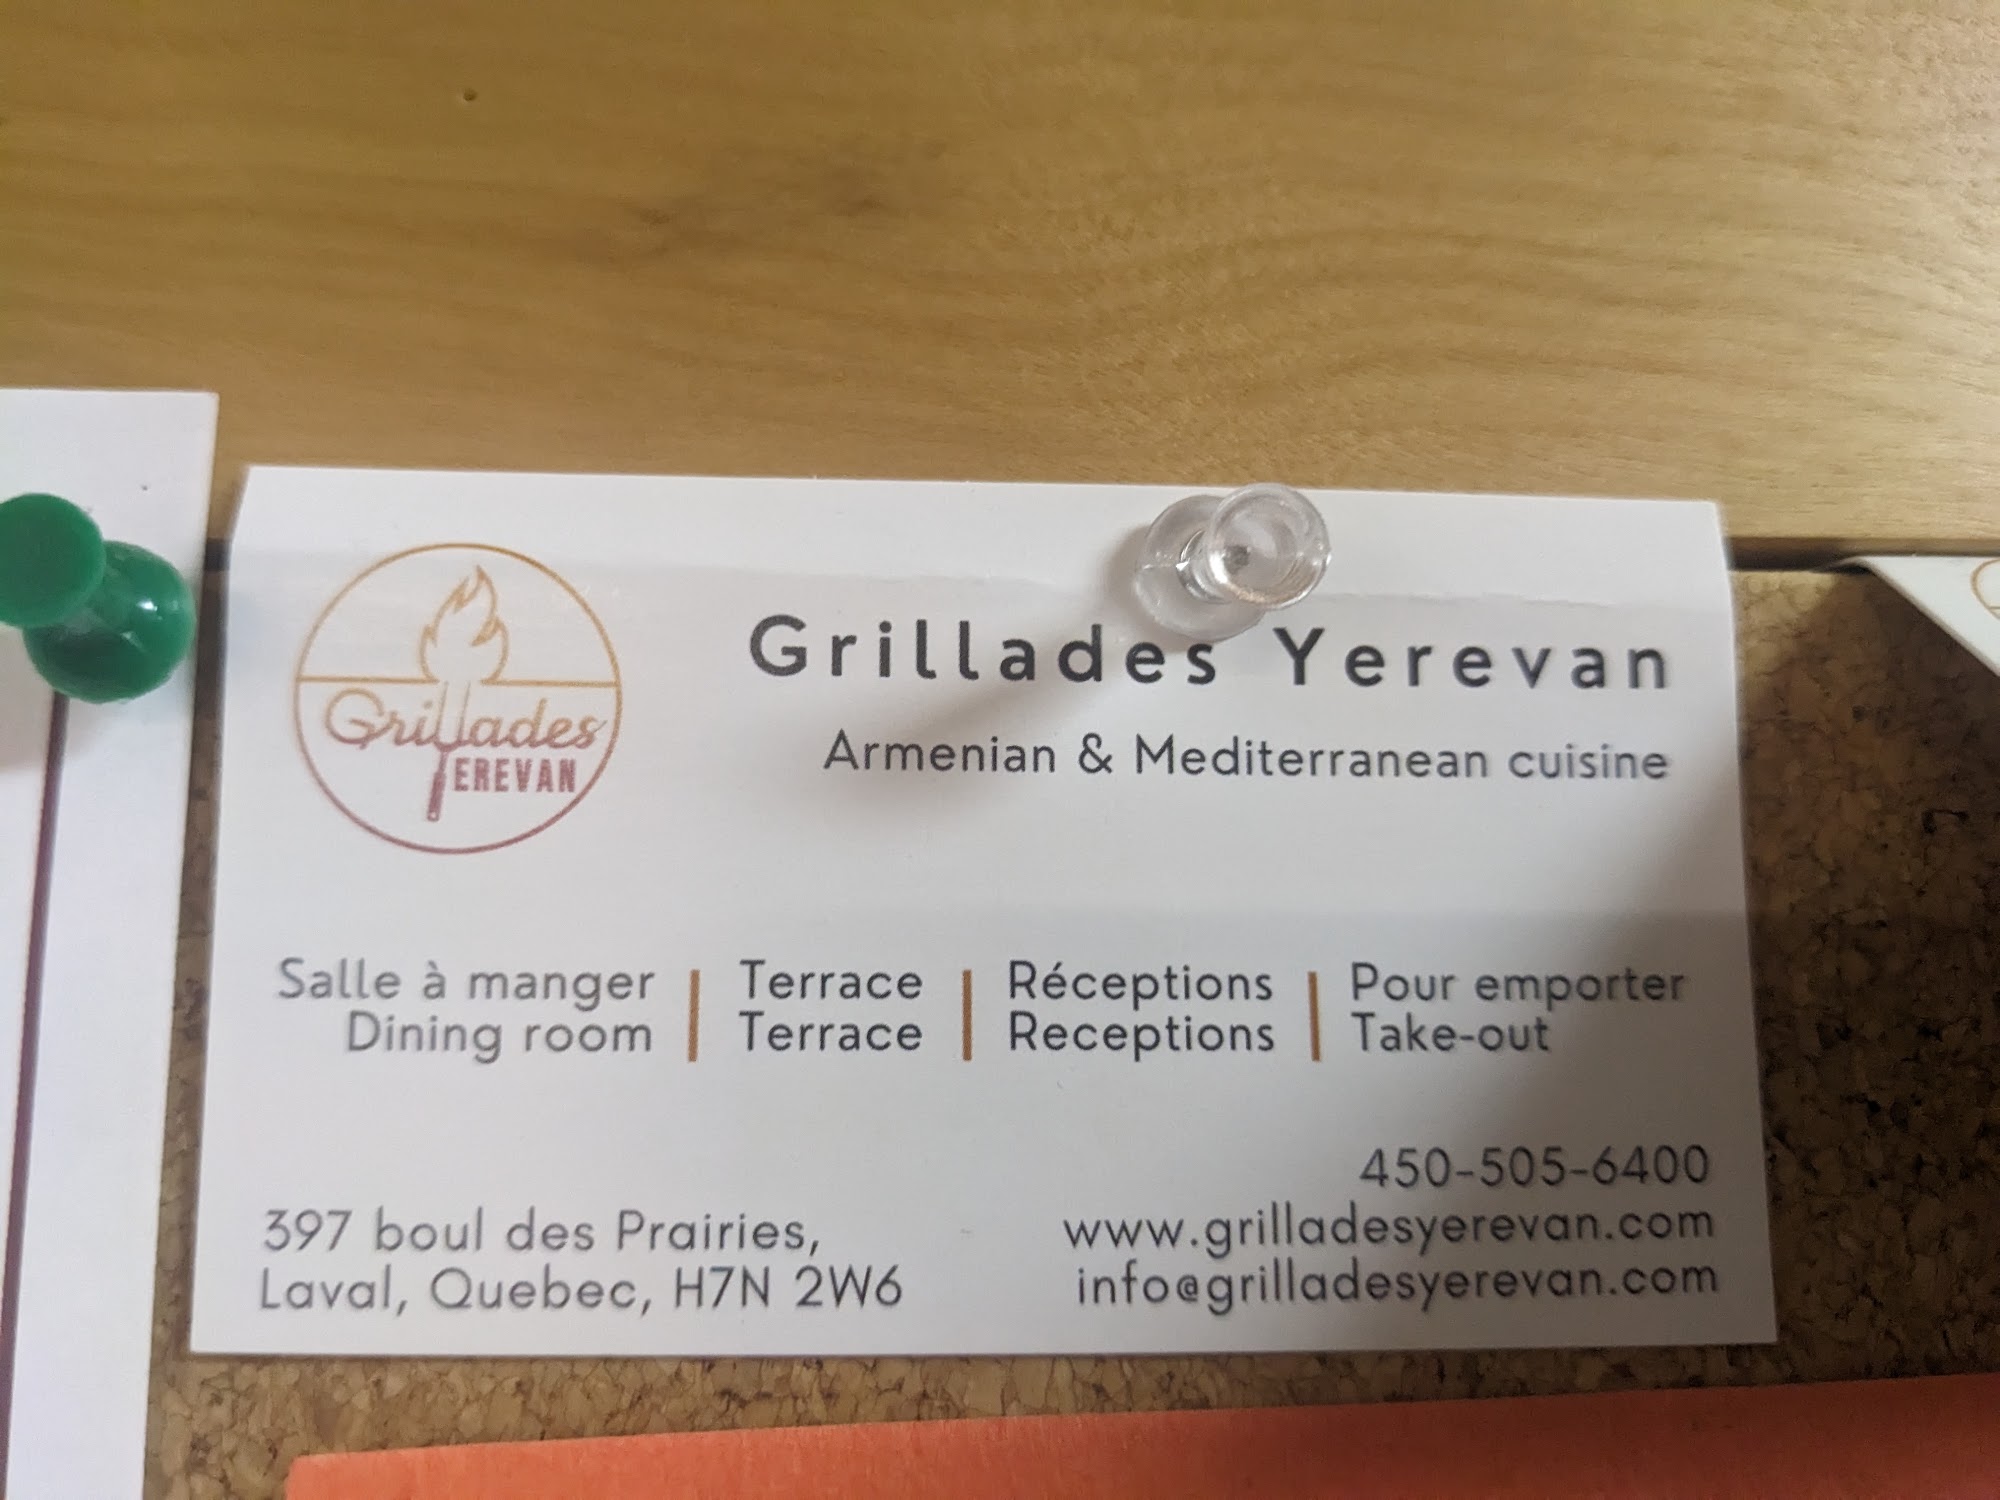 Grillades
YEREVAN
Grillades Yerevan
Armenian & Mediterranean cuisine
Salle à manger | Terrace | Réceptions | Pour emporter
Dining room | Terrace | Receptions | Take-out
450-505-6400
397 boul des Prairies, www.grilladesyerevan.com
Laval, Quebec, H7N 2W6 info@grilladesyerevan.com